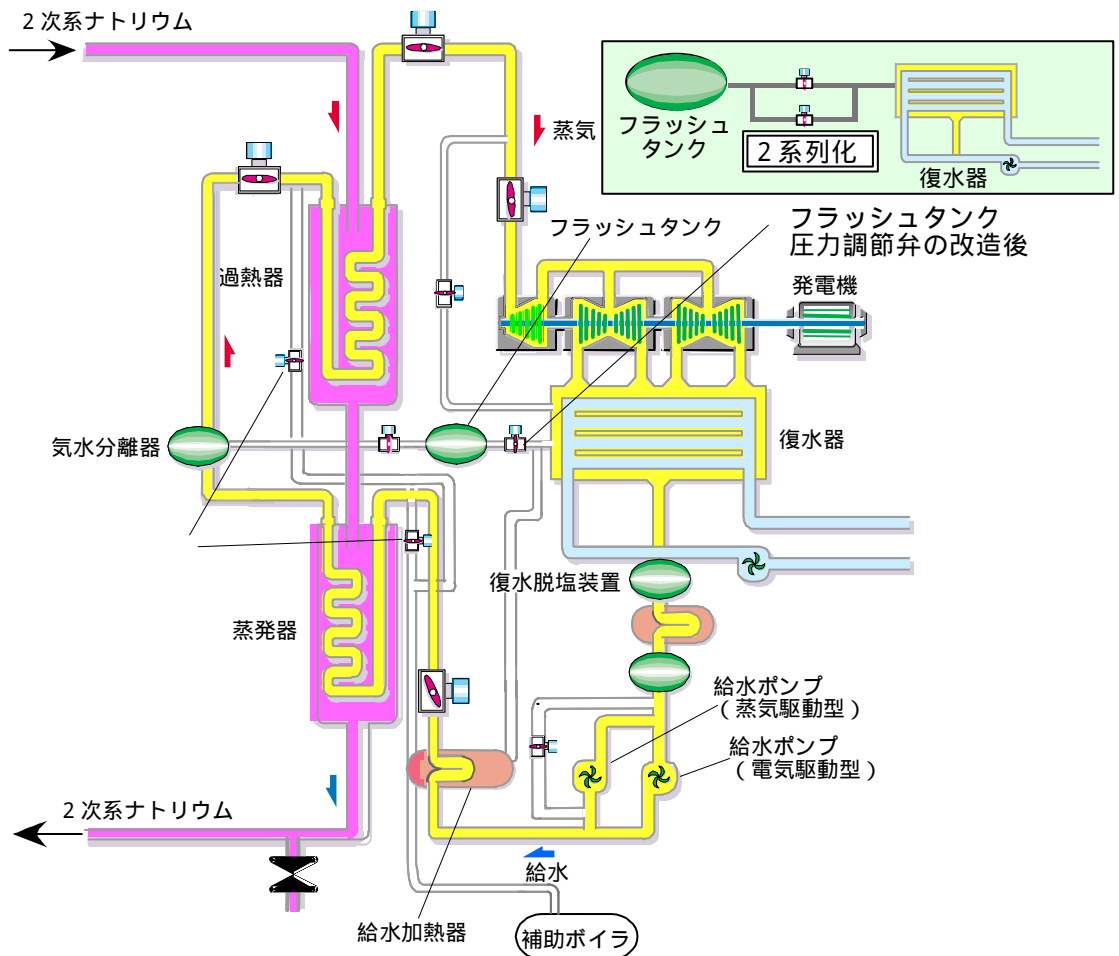 ２次系ナトリウム
蒸気
フラッシュ
タンク
２系列化
復水器
フラッシュタンク
フラッシュタンク
圧力調節弁の改造後
過熱器
発電機
気水分離器
復水器
復水脱塩装置
蒸発器
給水ポンプ
（蒸気駆動型）
給水ポンプ
（電気駆動型）
２次系ナトリウム
給水
給水加熱器
補助ボイラ